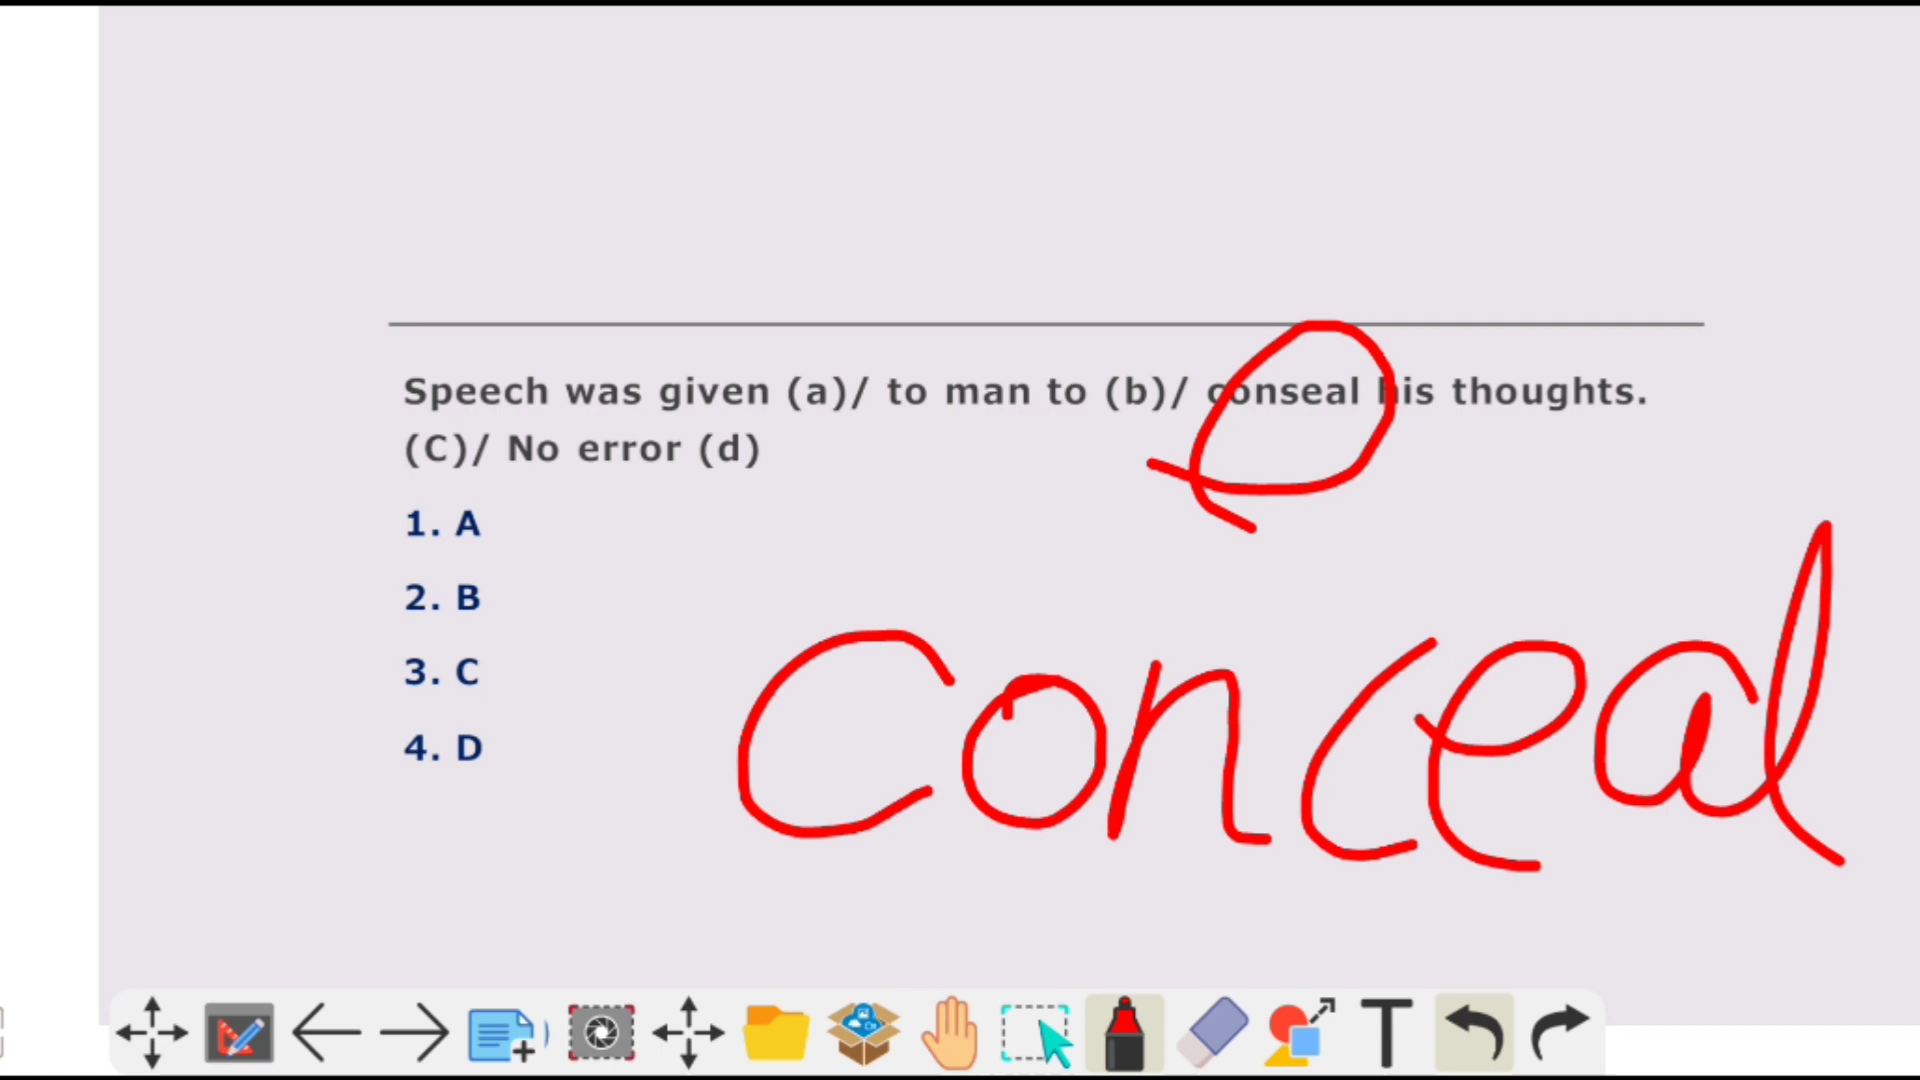 Speech was given (a)/ to man to (b)/ conseal his thoughts.
(C)/ No error (d)
1. A
2. B
3. C
4. D
conceal
T